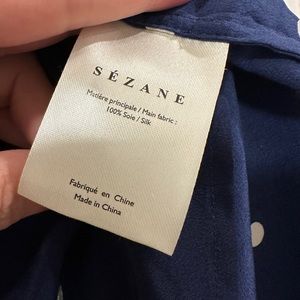 SÉZANE
Matière principale / Main fabric :
100% Soie / Silk
Fabriqué en Chine
Made in China